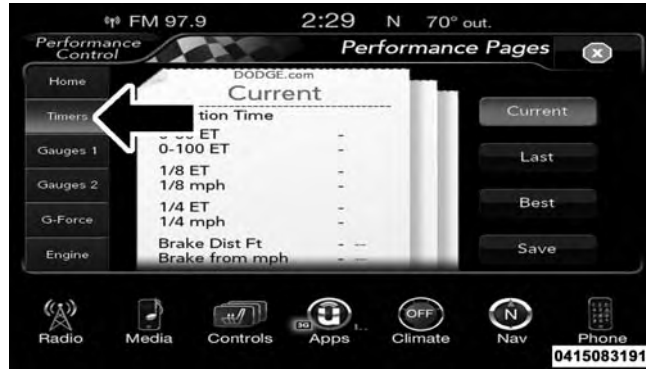 FM 97.9 2:29 N 70° out.
Performance Control
Performance Pages
Home
Timers
Gauges 1
Gauges 2
G-Force
Engine
DODGE.com
Current
tion Time
ET -
0-100 ET -
1/8 ET -
1/8 mph -
1/4 ET -
1/4 mph -
Brake Dist Ft - --
Brake from mph - --
Current
Last
Best
Save
Radio
Media
Controls
3G
Apps
OFF
Climate
N
Nav
Phone
0415083191